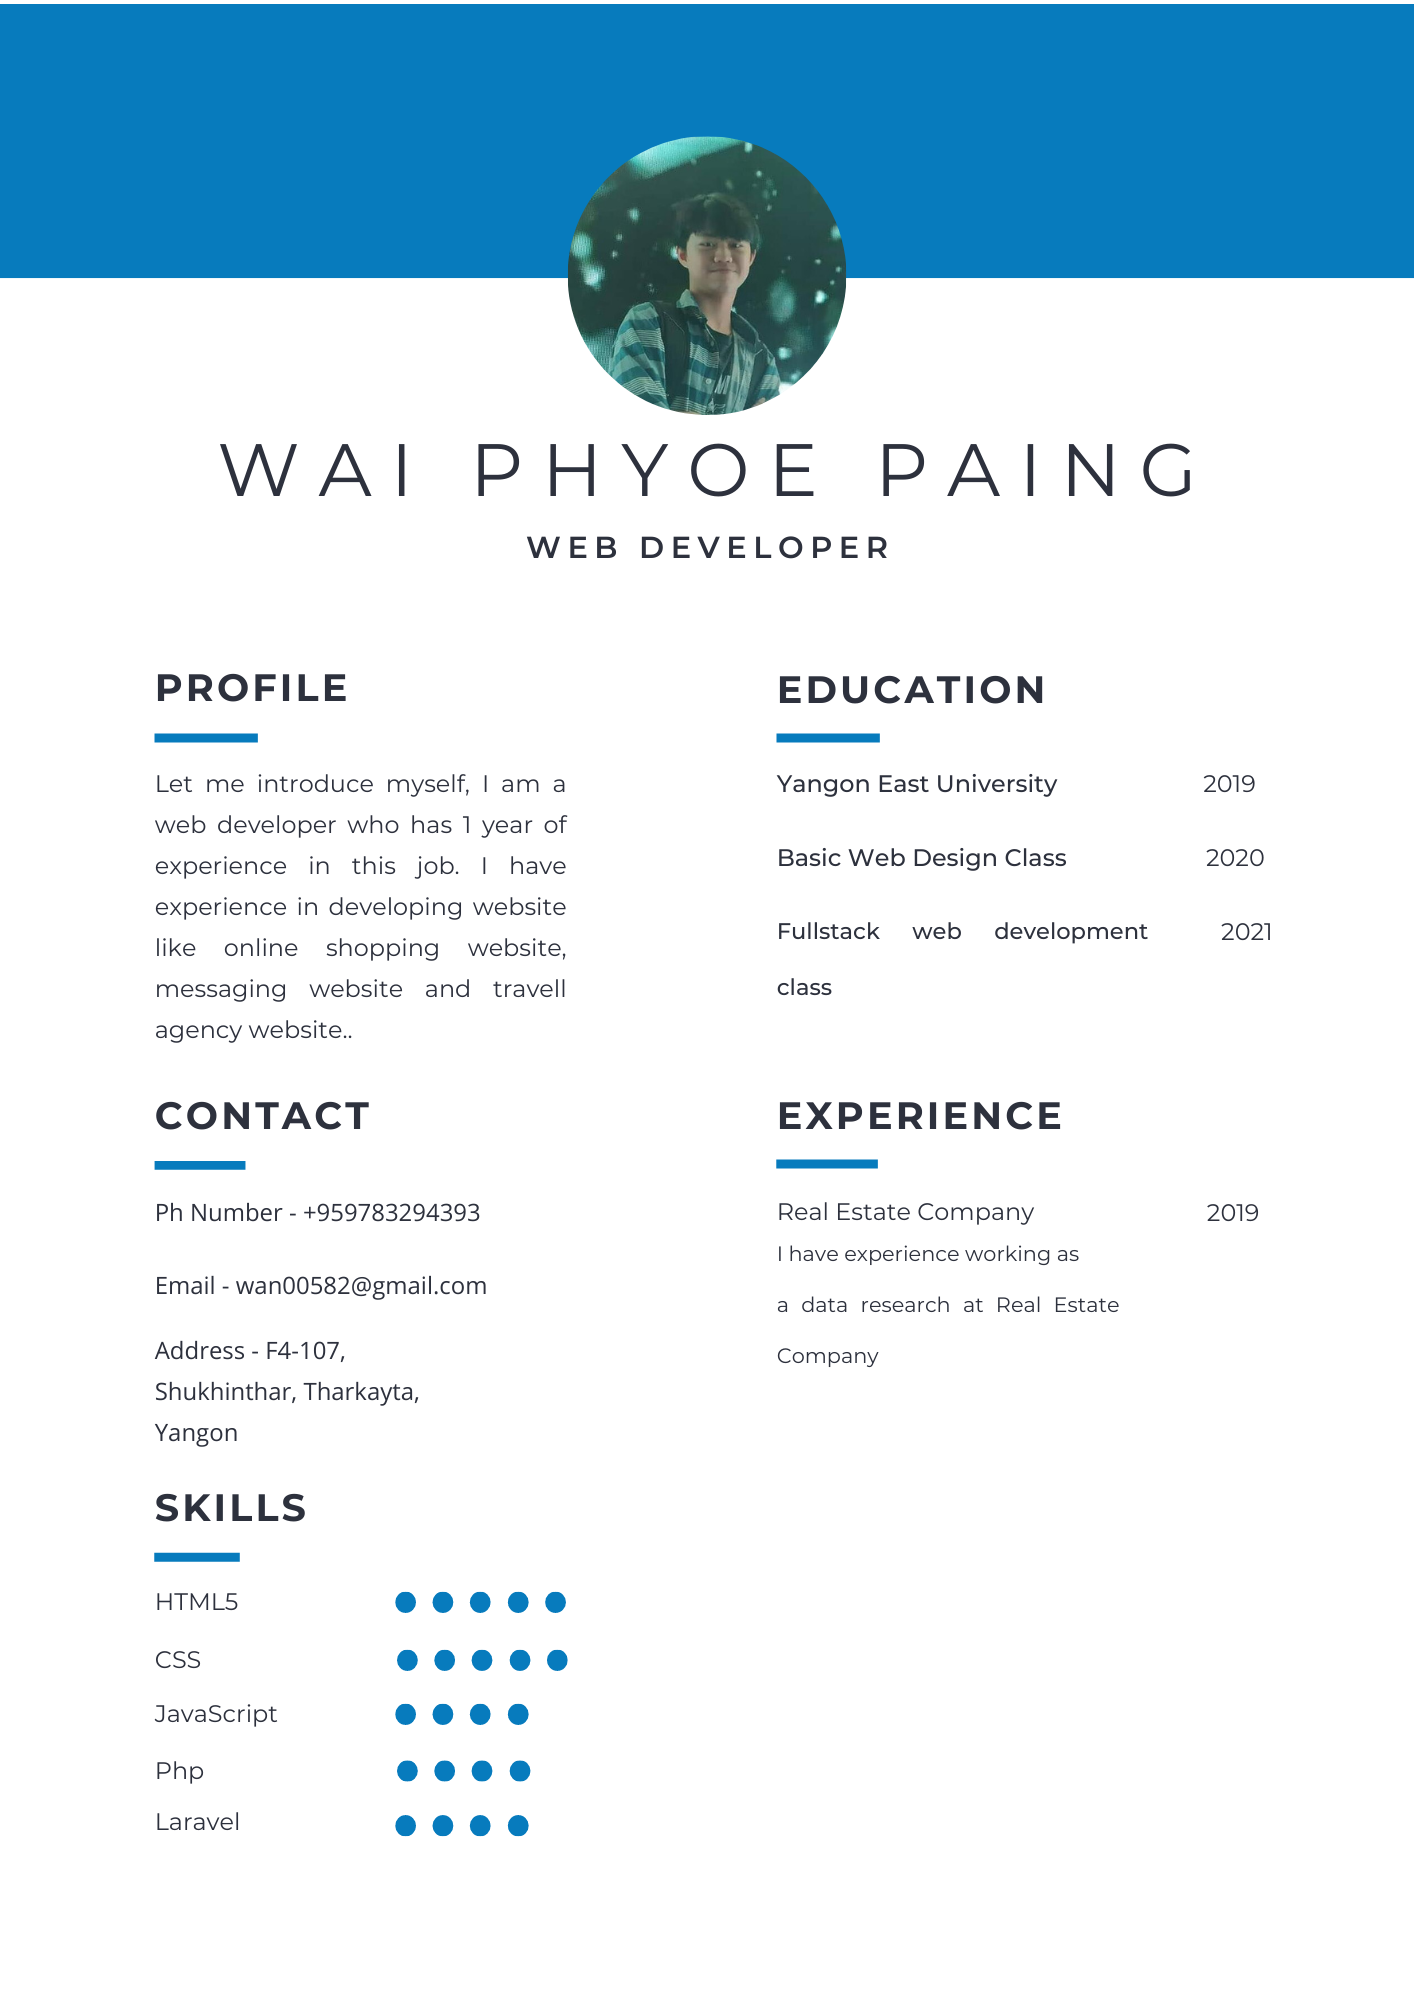 WAI PHYOE PAING
WEB DEVELOPER
PROFILE
Let me introduce myself, I am a
web developer who has 1 year of
experience in this job. I have
experience in developing website
like online shopping website,
messaging website and travell
agency website..
CONTACT
Ph Number - +959783294393
Email - wan00582@gmail.com
Address - F4-107,
Shukhinthar, Tharkayta,
Yangon
SKILLS
HTML5
CSS
JavaScript
Php
Laravel
EDUCATION
Yangon East University 2019
Basic Web Design Class 2020
Fullstack web development 2021
class
EXPERIENCE
Real Estate Company 2019
I have experience working as
a data research at Real Estate
Company